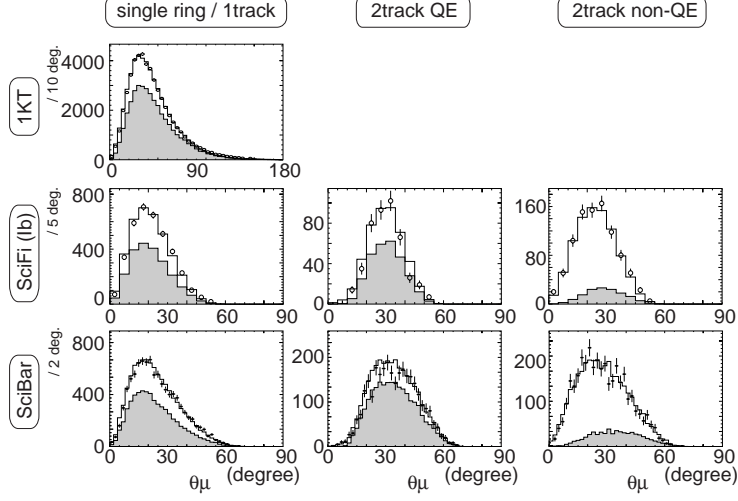 single ring / 1track 2track QE 2track non-QE
1KT
/ 10 deg.
4000
2000
0
0 90 180
SciFi (Ib)
/ 5 deg.
800 80 160
400 40 80
0 0 0
0 30 60 90 0 30 60 90 0 30 60 90
SciBar
/ 2 deg.
800 200 200
400 100 100
0 0 0
0 30 60 90 0 30 60 90 0 30 60 90
θμ (degree) θμ (degree) θμ (degree)